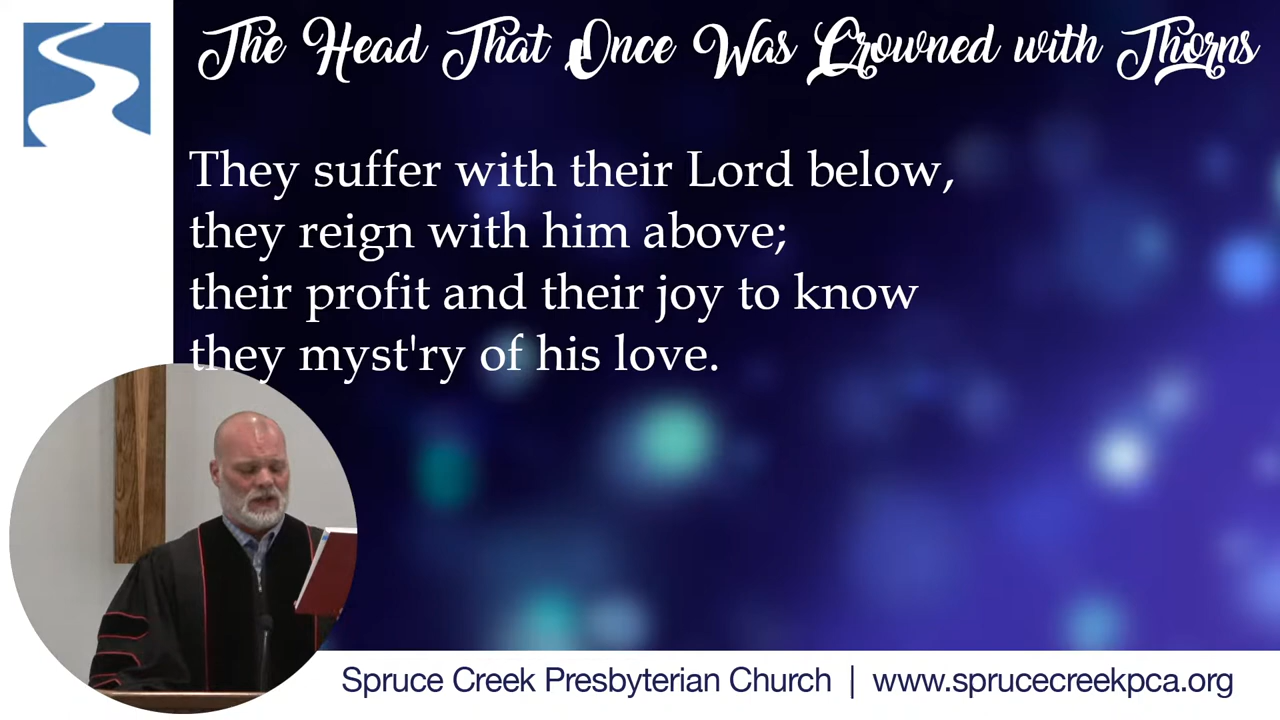 The Head That Once Was Crowned with Thorns
They suffer with their Lord below,
they reign with him above;
their profit and their joy to know
they myst'ry of his love.
Spruce Creek Presbyterian Church | www.sprucecreekpca.org